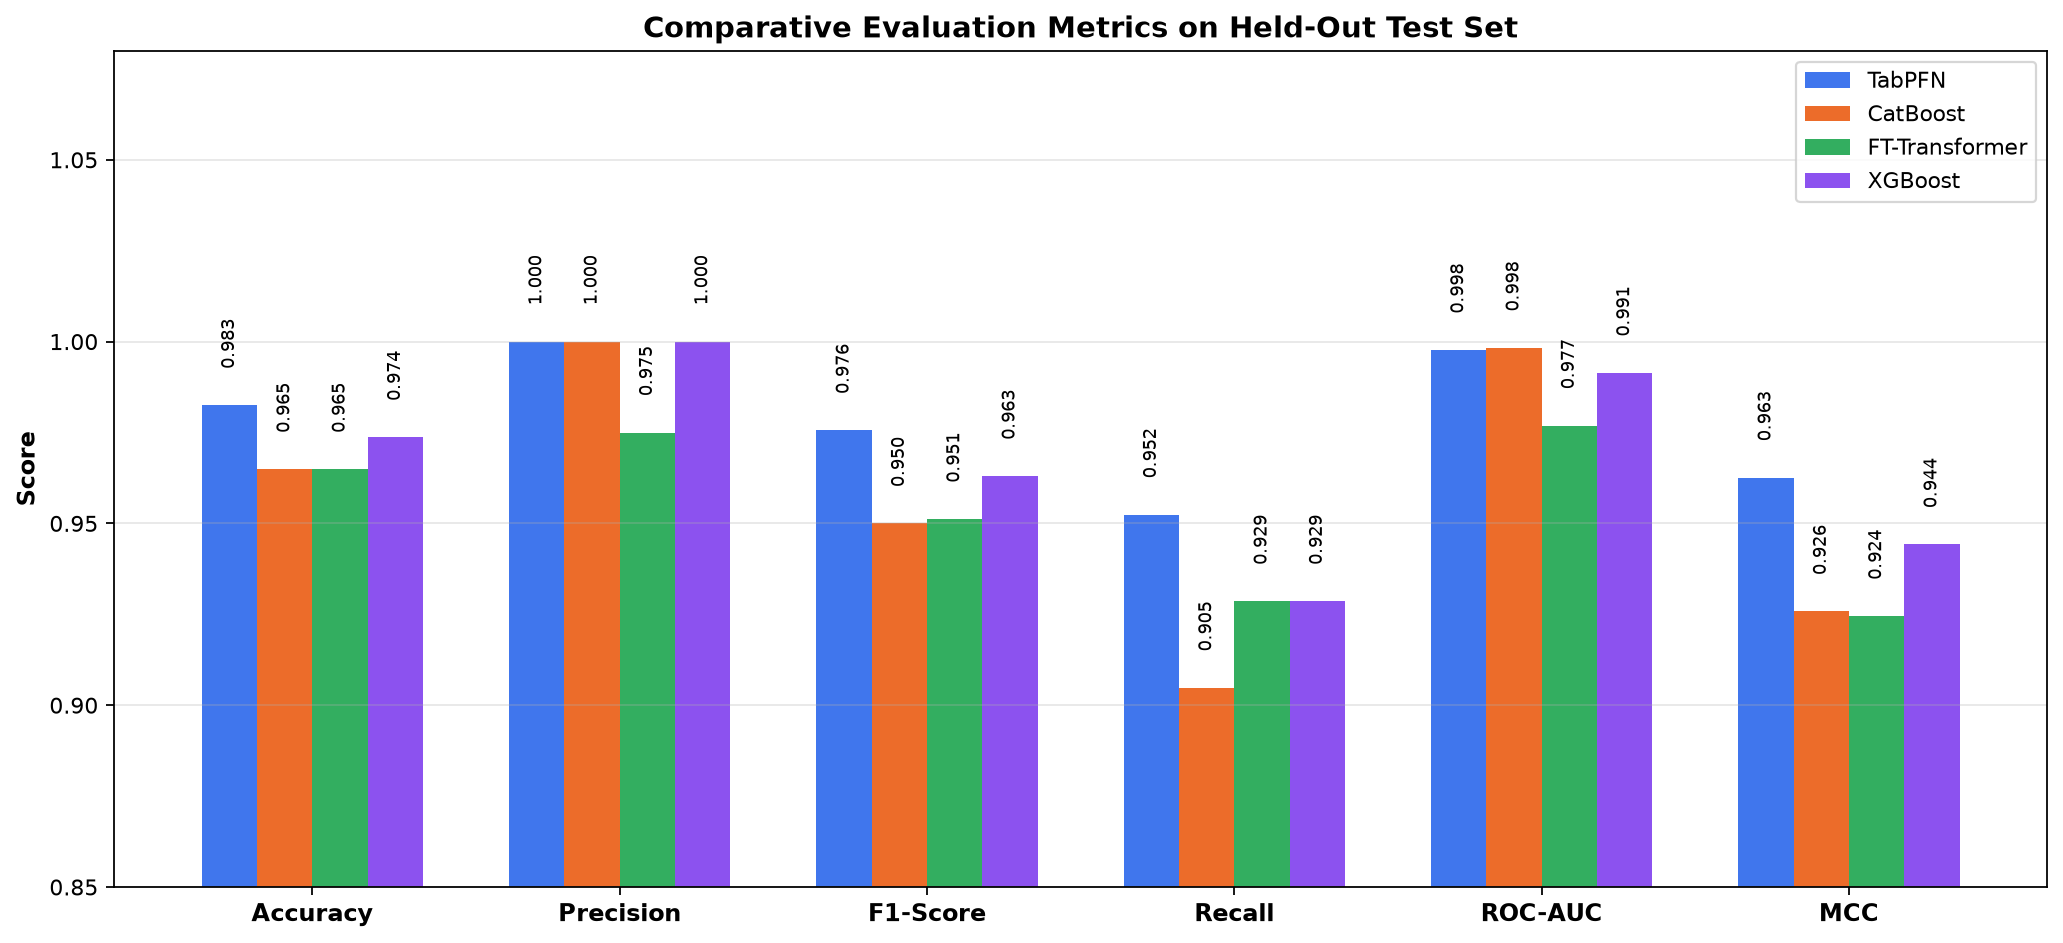 Comparative Evaluation Metrics on Held-Out Test Set
TabPFN
CatBoost
FT-Transformer
XGBoost
Score
1.05
1.00
0.95
0.90
0.85
0.983
0.965
0.965
0.974
1.000
1.000
0.975
1.000
0.976
0.950
0.951
0.963
0.952
0.905
0.929
0.929
0.998
0.998
0.977
0.991
0.963
0.926
0.924
0.944
Accuracy
Precision
F1-Score
Recall
ROC-AUC
MCC